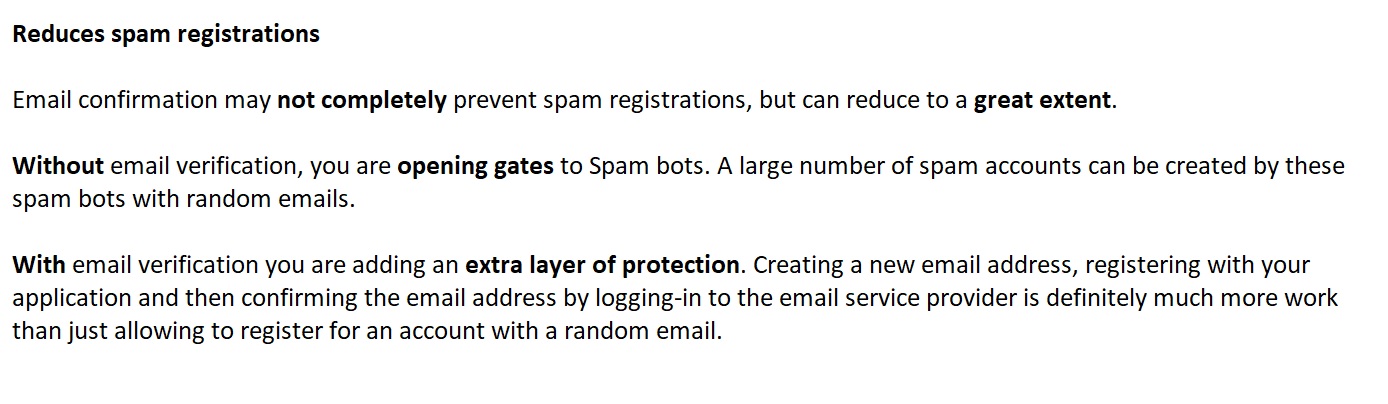 Reduces spam registrations
Email confirmation may not completely prevent spam registrations, but can reduce to a great extent.
Without email verification, you are opening gates to Spam bots. A large number of spam accounts can be created by these
spam bots with random emails.
With email verification you are adding an extra layer of protection. Creating a new email address, registering with your
application and then confirming the email address by logging-in to the email service provider is definitely much more work
than just allowing to register for an account with a random email.